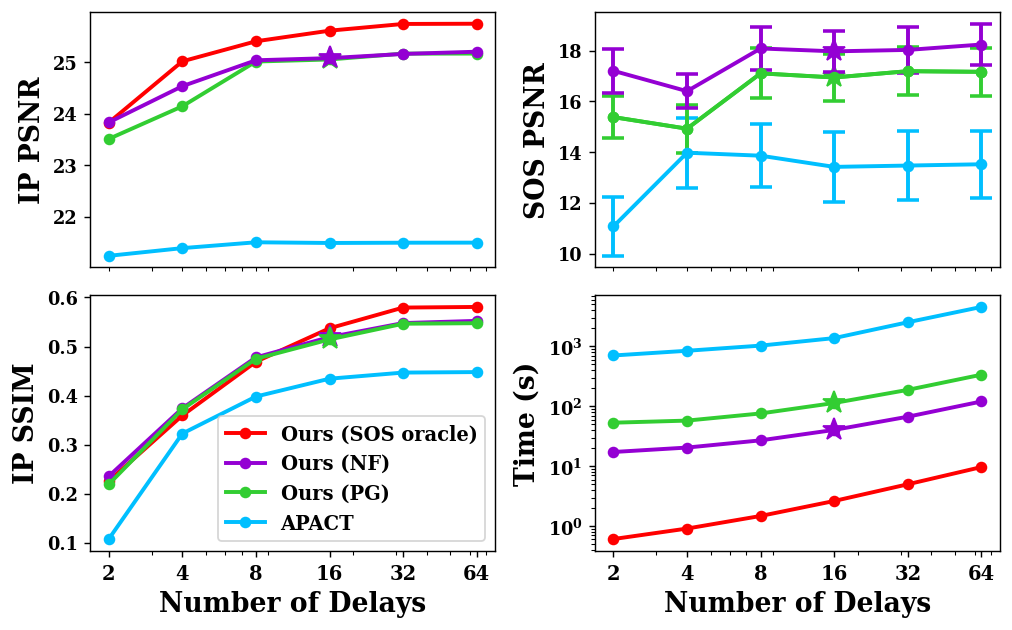 IP PSNR
25
24
23
22
SOS PSNR
18
16
14
12
10
IP SSIM
0.6
0.5
0.4
0.3
0.2
0.1
Ours (SOS oracle)
Ours (NF)
Ours (PG)
APACT
2 4 8 16 32 64
Number of Delays
Time (s)
10³
10²
10¹
10⁰
2 4 8 16 32 64
Number of Delays